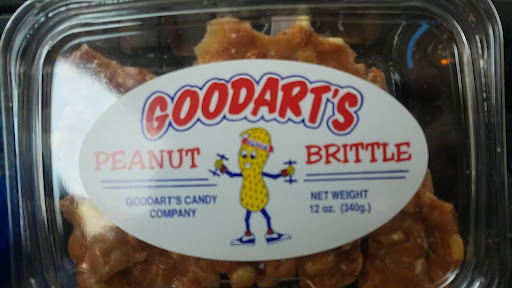 GOODART'S
PEANUT BRITTLE
GOODART'S CANDY
COMPANY
NET WEIGHT
12 oz. (340g.)